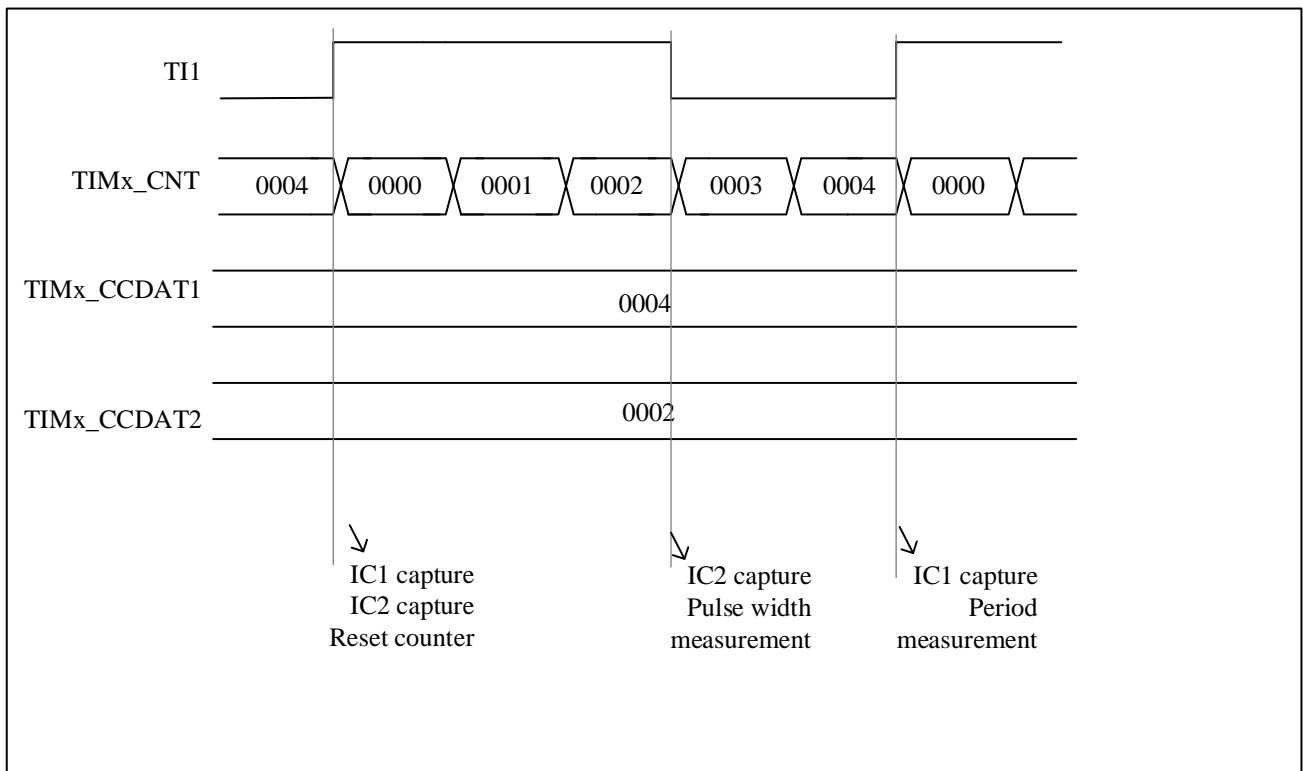 TI1
TIMx_CNT
0004 0000 0001 0002 0003 0004 0000
TIMx_CCDAT1
0004
TIMx_CCDAT2
0002
IC1 capture
IC2 capture
Reset counter
IC2 capture
Pulse width
measurement
IC1 capture
Period
measurement